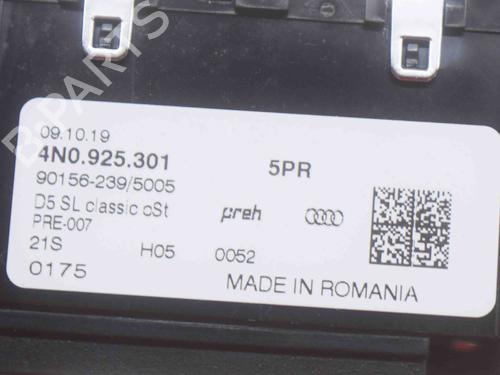 B-PARTS
09.10.19
4N0.925.301 5PR
90156-239/5005
D5 SL classic cSt preh
PRE-007
21S H05 0052
0175 MADE IN ROMANIA